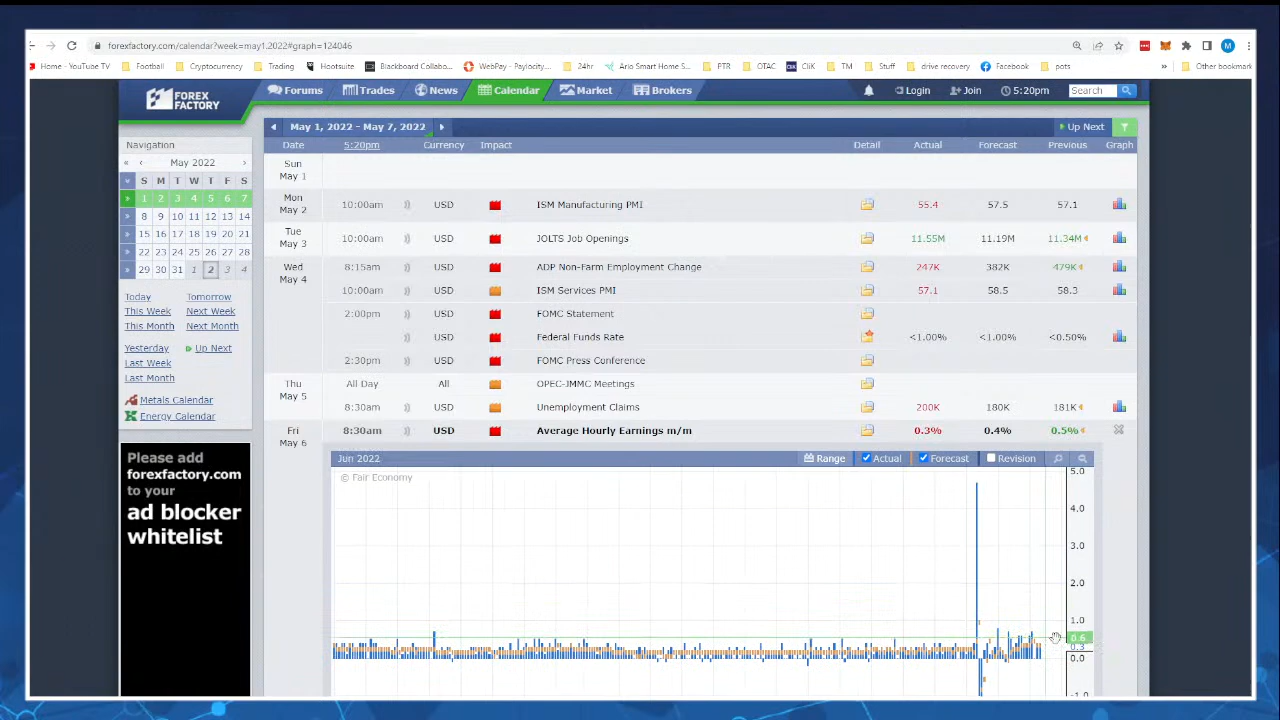 forexfactory.com/calendar?week=may1.2022#graph=124046
M
Home - YouTube TV Football Cryptocurrency Trading Hootsuite Blackboard Collabo... WebPay - Paylocity... 24hr Ario Smart Home S... PTR OTAC CliK TM Stuff drive recovery Facebook pots » Other bookmark
FOREX FACTORY
Forums Trades News Calendar Market Brokers Login Join 5:20pm Search
Navigation
« ‹ May 2022 ›
S M T W T F S
1 2 3 4 5 6 7
8 9 10 11 12 13 14
15 16 17 18 19 20 21
22 23 24 25 26 27 28
29 30 31 1 2 3 4
Today Tomorrow
This Week Next Week
This Month Next Month
Yesterday Up Next
Last Week
Last Month
Metals Calendar
Energy Calendar
Please add
forexfactory.com
to your
ad blocker
whitelist
May 1, 2022 - May 7, 2022 Up Next
Date 5:20pm Currency Impact Detail Actual Forecast Previous Graph
Sun
May 1
Mon
May 2
10:00am USD ISM Manufacturing PMI 55.4 57.5 57.1
Tue
May 3
10:00am USD JOLTS Job Openings 11.55M 11.19M 11.34M
Wed
May 4
8:15am USD ADP Non-Farm Employment Change 247K 382K 479K
10:00am USD ISM Services PMI 57.1 58.5 58.3
2:00pm USD FOMC Statement
USD Federal Funds Rate <1.00% <1.00% <0.50%
2:30pm USD FOMC Press Conference
Thu
May 5
All Day All OPEC-JMMC Meetings
8:30am USD Unemployment Claims 200K 180K 181K
Fri
May 6
8:30am USD Average Hourly Earnings m/m 0.3% 0.4% 0.5%
Jun 2022 Range Actual Forecast Revision
© Fair Economy
5.0
4.0
3.0
2.0
1.0
0.6
0.3
0.0
-1.0